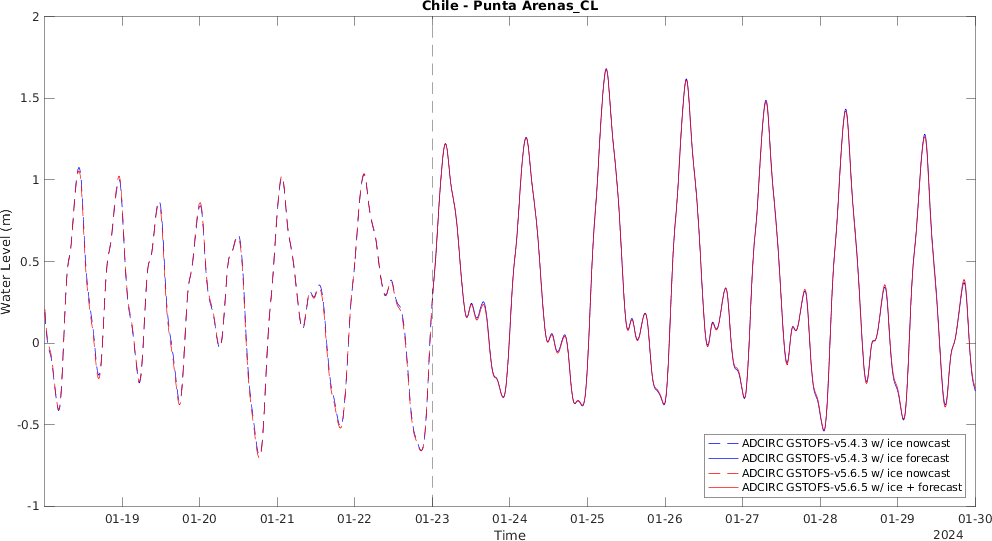 Chile - Punta Arenas_CL
2
1.5
1
0.5
0
-0.5
-1
Water Level (m)
ADCIRC GSTOFS-v5.4.3 w/ ice nowcast
ADCIRC GSTOFS-v5.4.3 w/ ice forecast
ADCIRC GSTOFS-v5.6.5 w/ ice nowcast
ADCIRC GSTOFS-v5.6.5 w/ ice + forecast
01-19 01-20 01-21 01-22 01-23 01-24 01-25 01-26 01-27 01-28 01-29 01-30
Time 2024